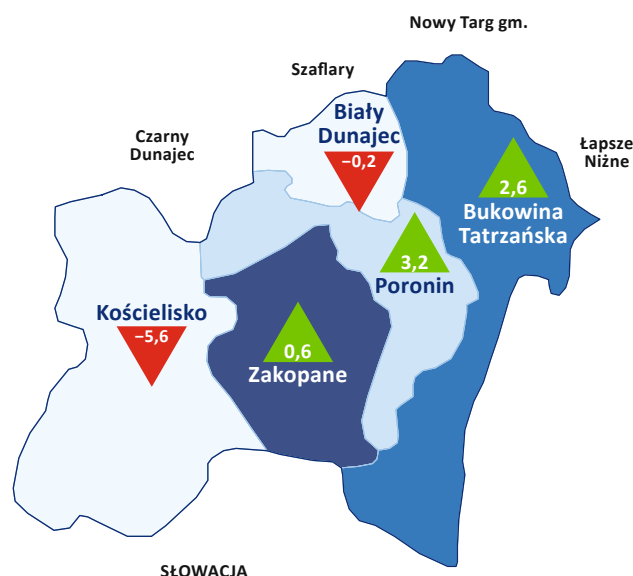 Nowy Targ gm.
Szaflary
Biały
Dunajec
−0,2
Czarny
Dunajec
Łapsze
Niżne
2,6
Bukowina
Tatrzańska
3,2
Poronin
Kościelisko
−5,6
0,6
Zakopane
SŁOWACJA